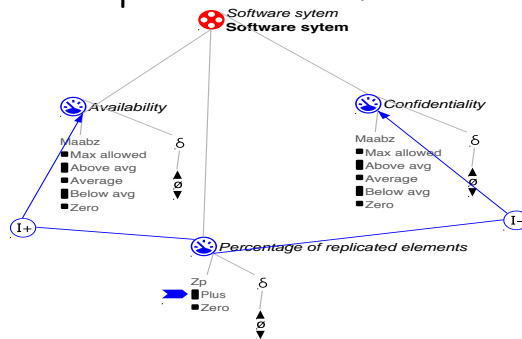 Software sytem
Software sytem
Availability
Confidentiality
Maabz
Max allowed
Above avg
Average
Below avg
Zero
δ
ø
Maabz
Max allowed
Above avg
Average
Below avg
Zero
δ
ø
I+
I-
Percentage of replicated elements
Zp
Plus
Zero
δ
ø